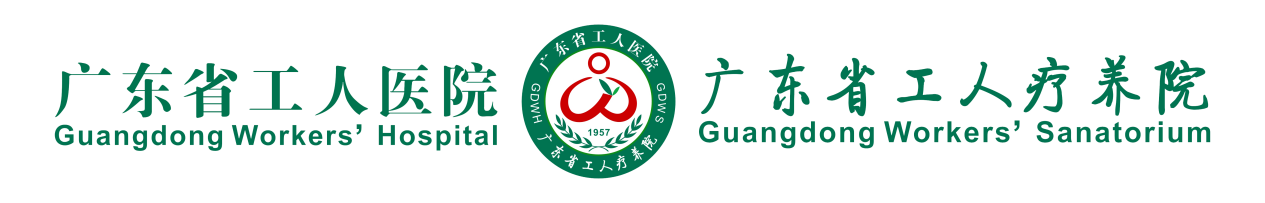 广东省工人医院
Guangdong Workers’ Hospital
广东省工人医院
GDWH
GDWS
1957
广东省工人疗养院
广东省工人疗养院
Guangdong Workers’ Sanatorium